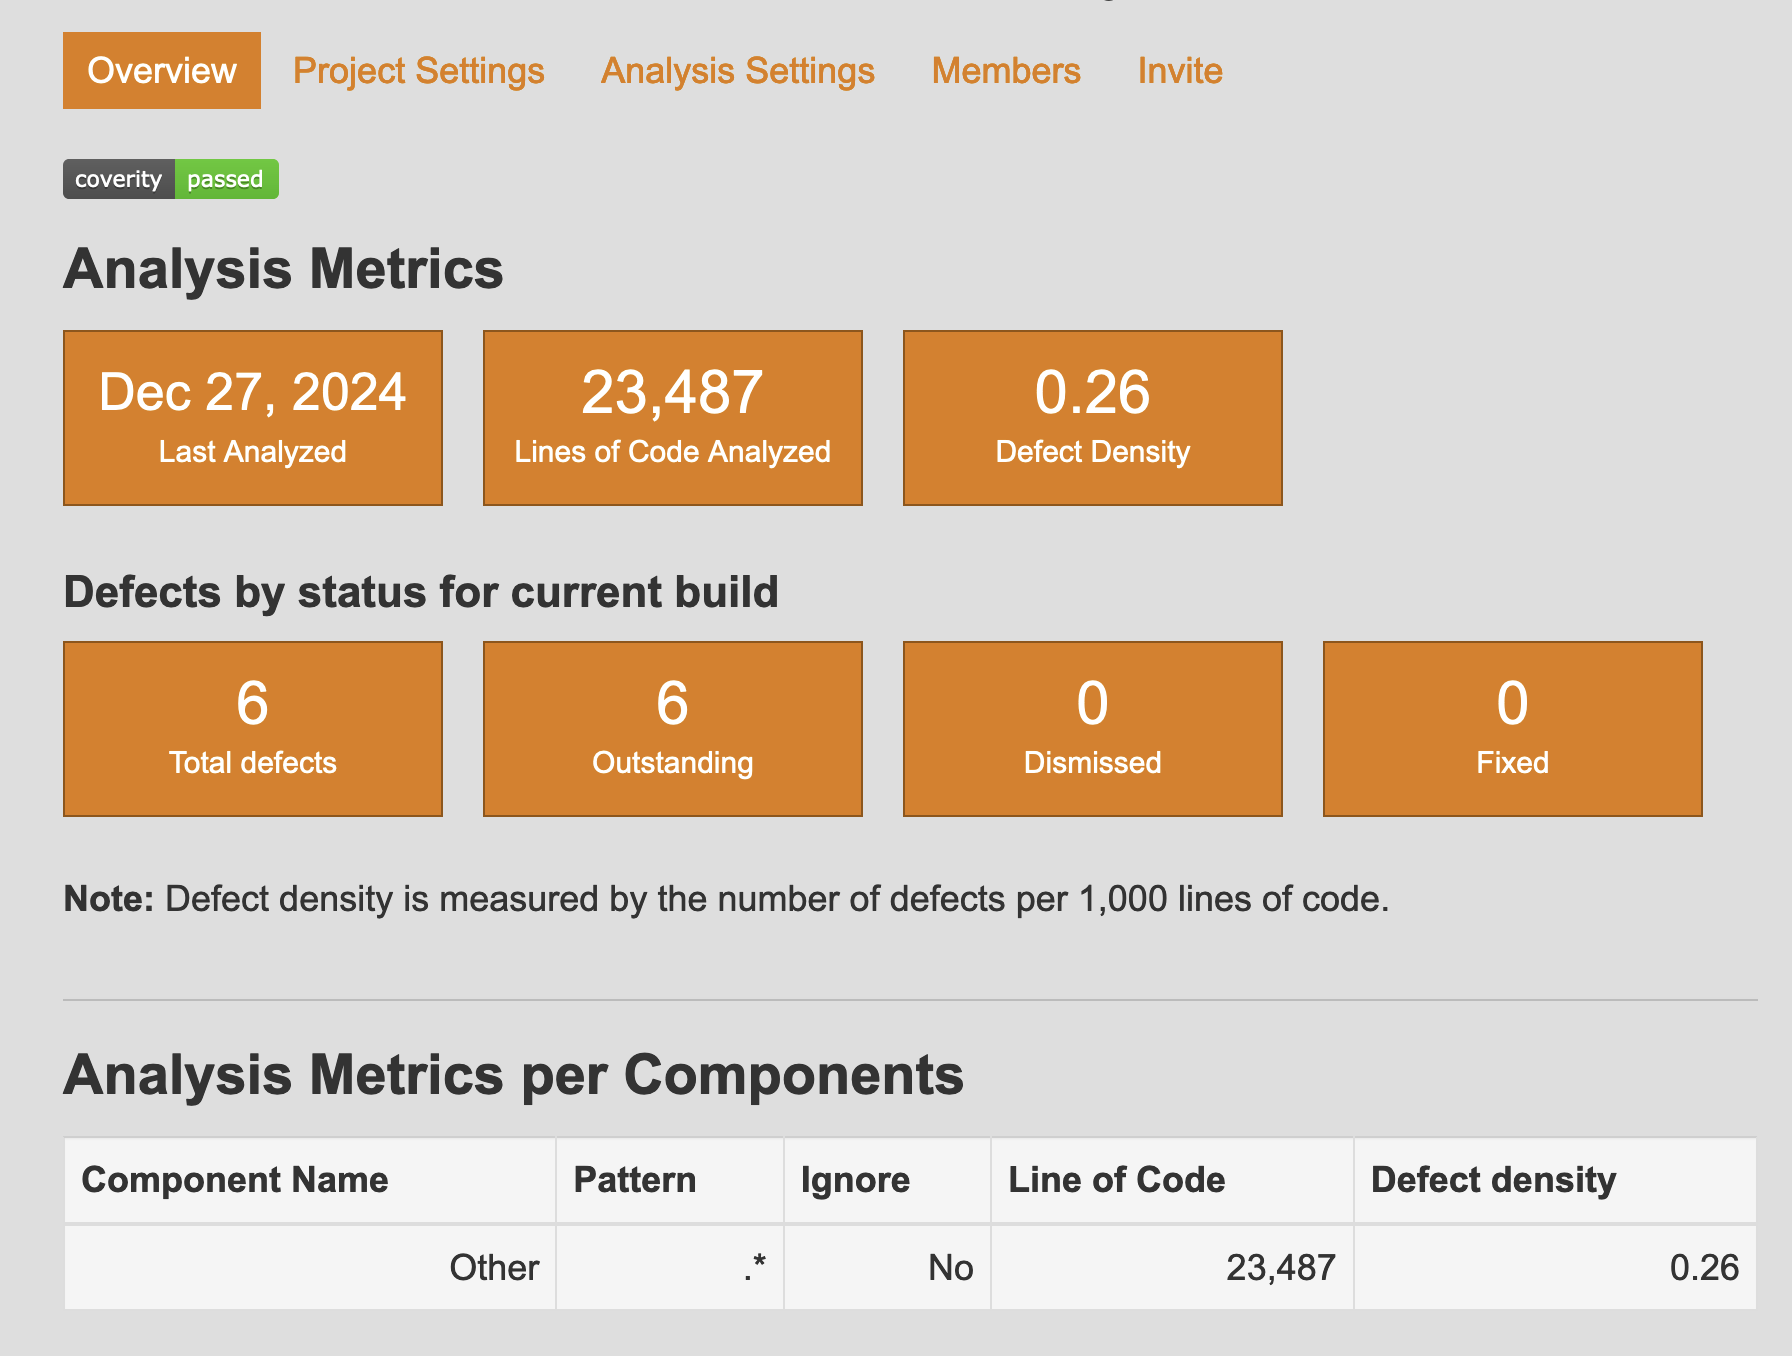 Overview Project Settings Analysis Settings Members Invite
coverity passed
Analysis Metrics
Dec 27, 2024
Last Analyzed
23,487
Lines of Code Analyzed
0.26
Defect Density
Defects by status for current build
6
Total defects
6
Outstanding
0
Dismissed
0
Fixed
Note: Defect density is measured by the number of defects per 1,000 lines of code.
Analysis Metrics per Components
Component Name Pattern Ignore Line of Code Defect density
Other .* No 23,487 0.26